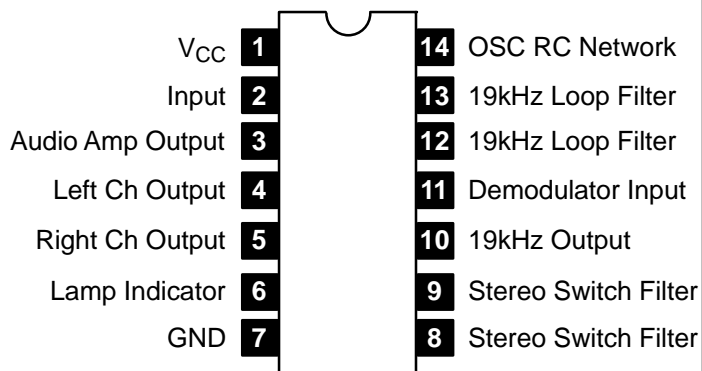 V_CC 1 14 OSC RC Network
Input 2 13 19kHz Loop Filter
Audio Amp Output 3 12 19kHz Loop Filter
Left Ch Output 4 11 Demodulator Input
Right Ch Output 5 10 19kHz Output
Lamp Indicator 6 9 Stereo Switch Filter
GND 7 8 Stereo Switch Filter